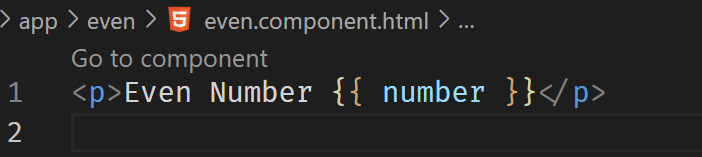 > app > even > even.component.html > ...
Go to component
1 <p>Even Number {{ number }}</p>
2